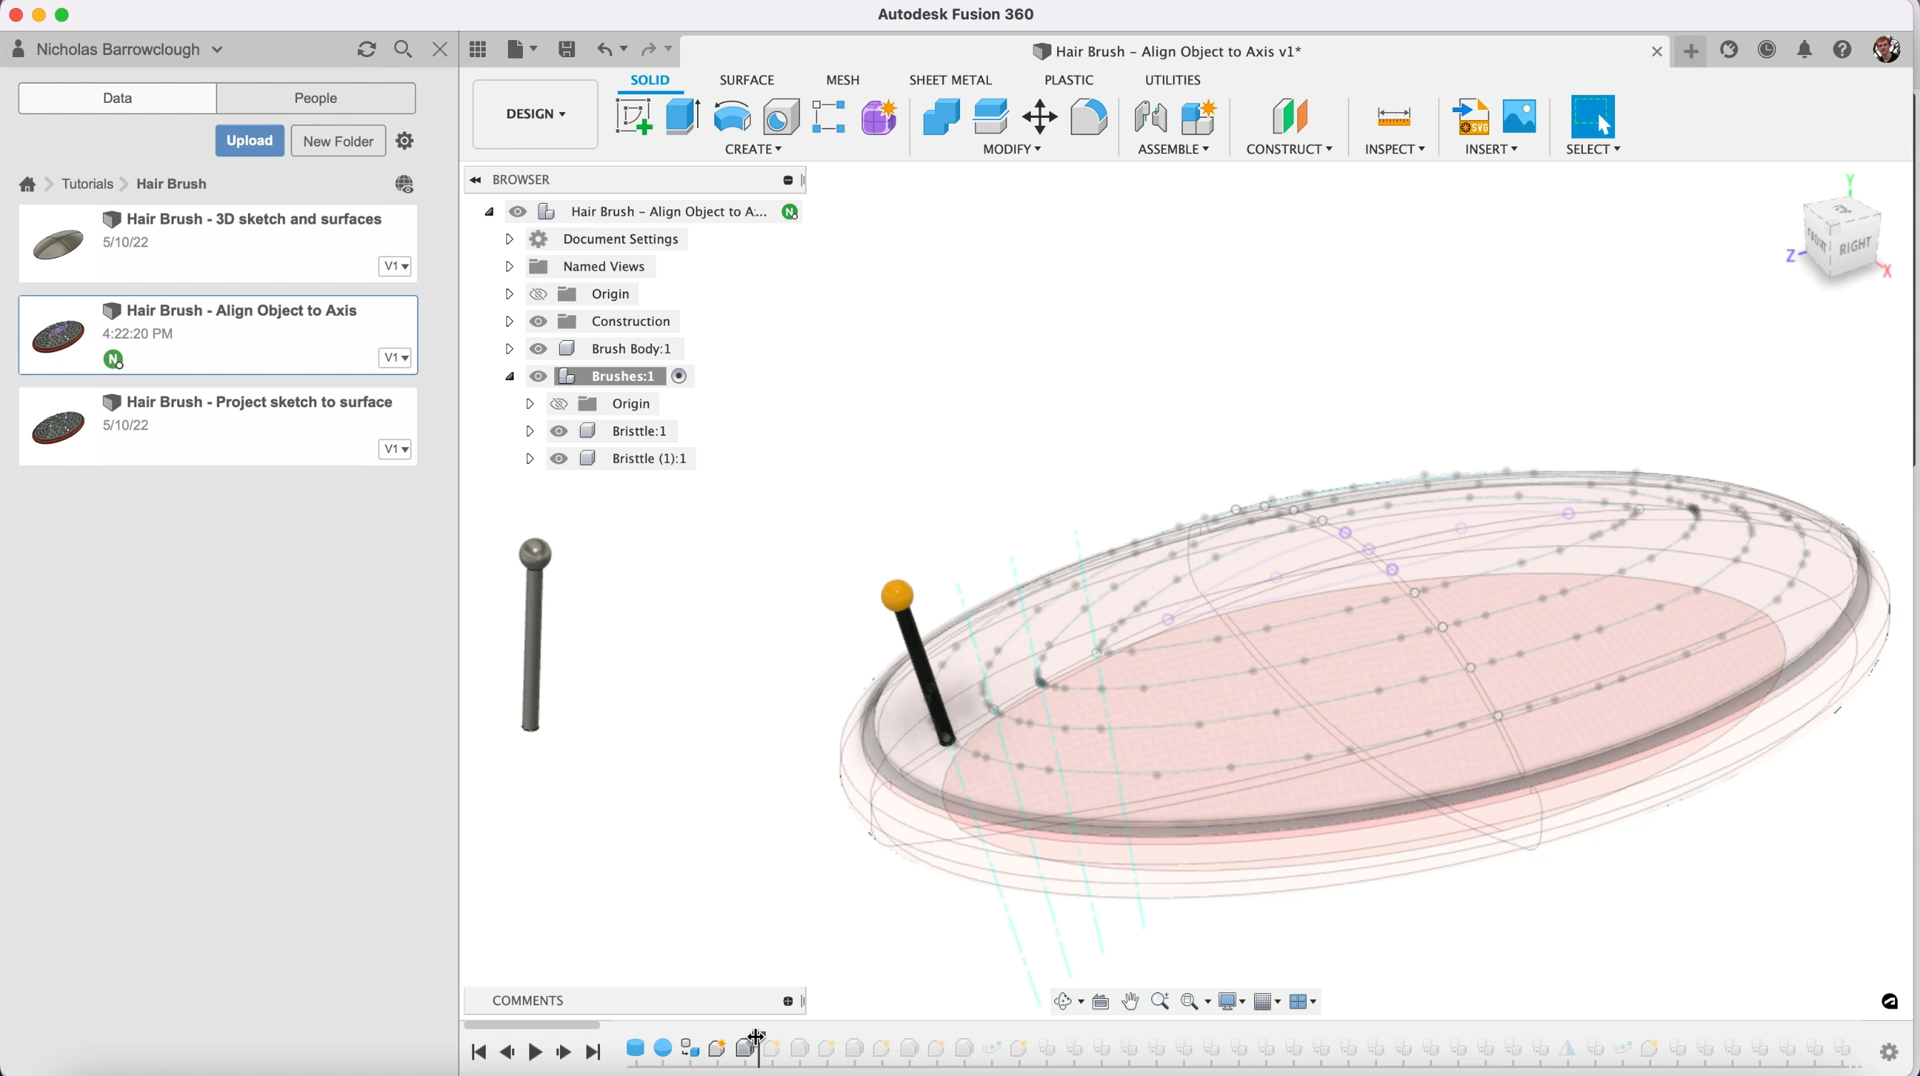 Autodesk Fusion 360
Nicholas Barrowclough
Hair Brush – Align Object to Axis v1*
Data
People
Upload
New Folder
Tutorials
Hair Brush
Hair Brush - 3D sketch and surfaces
5/10/22
V1
Hair Brush - Align Object to Axis
4:22:20 PM
N
V1
Hair Brush - Project sketch to surface
5/10/22
V1
DESIGN
SOLID
SURFACE
MESH
SHEET METAL
PLASTIC
UTILITIES
SVG
CREATE
MODIFY
ASSEMBLE
CONSTRUCT
INSPECT
INSERT
SELECT
BROWSER
Hair Brush – Align Object to A...
N
Document Settings
Named Views
Origin
Construction
Brush Body:1
Brushes:1
Origin
Bristtle:1
Bristtle (1):1
Y
FRONT
RIGHT
Z
X
COMMENTS